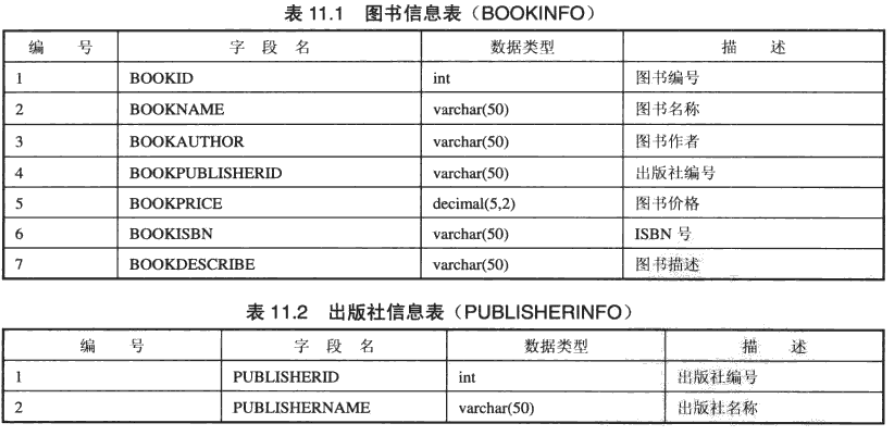 表 11.1 图书信息表（BOOKINFO）
编 号 字 段 名 数据类型 描 述
1 BOOKID int 图书编号
2 BOOKNAME varchar(50) 图书名称
3 BOOKAUTHOR varchar(50) 图书作者
4 BOOKPUBLISHERID varchar(50) 出版社编号
5 BOOKPRICE decimal(5,2) 图书价格
6 BOOKISBN varchar(50) ISBN 号
7 BOOKDESCRIBE varchar(50) 图书描述
表 11.2 出版社信息表（PUBLISHERINFO）
编 号 字 段 名 数据类型 描 述
1 PUBLISHERID int 出版社编号
2 PUBLISHERNAME varchar(50) 出版社名称